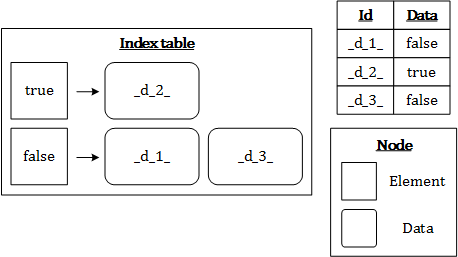 Index table
true
_d_2_
false
_d_1_
_d_3_
Id Data
_d_1_ false
_d_2_ true
_d_3_ false
Node
Element
Data